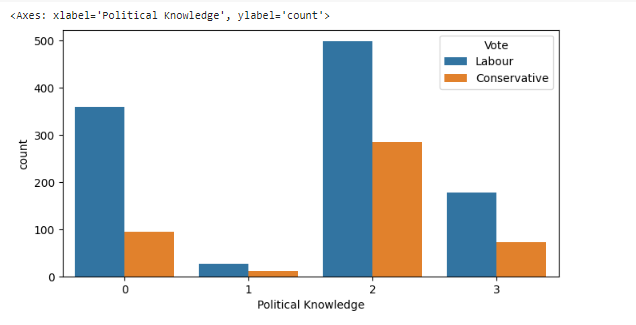 <Axes: xlabel='Political Knowledge', ylabel='count'>
500
Vote
Labour
Conservative
400
300
200
100
0
count
0 1 2 3
Political Knowledge